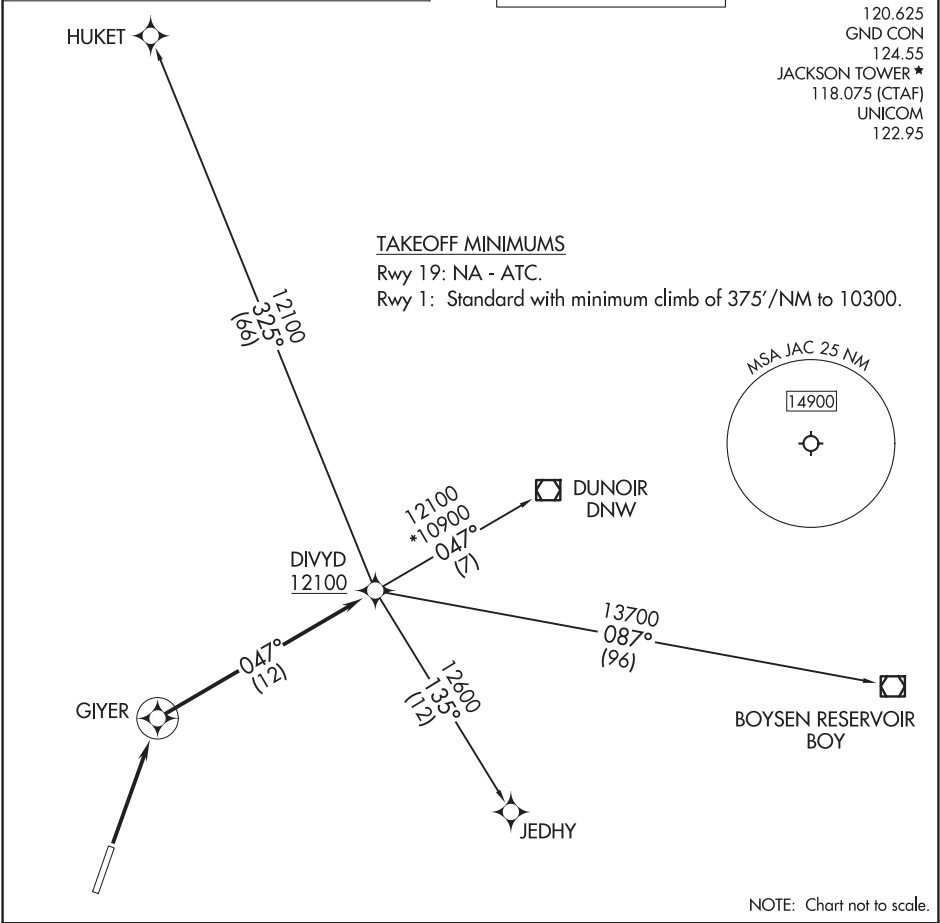 120.625
GND CON
124.55
JACKSON TOWER ★
118.075 (CTAF)
UNICOM
122.95
HUKET
TAKEOFF MINIMUMS
Rwy 19: NA - ATC.
Rwy 1: Standard with minimum climb of 375'/NM to 10300.
12100
325°
(66)
MSA JAC 25 NM
14900
DUNOIR
DNW
12100
*10900
047°
(7)
DIVYD
12100
13700
087°
(96)
047°
(12)
12600
135°
(12)
GIYER
BOYSEN RESERVOIR
BOY
JEDHY
NOTE: Chart not to scale.